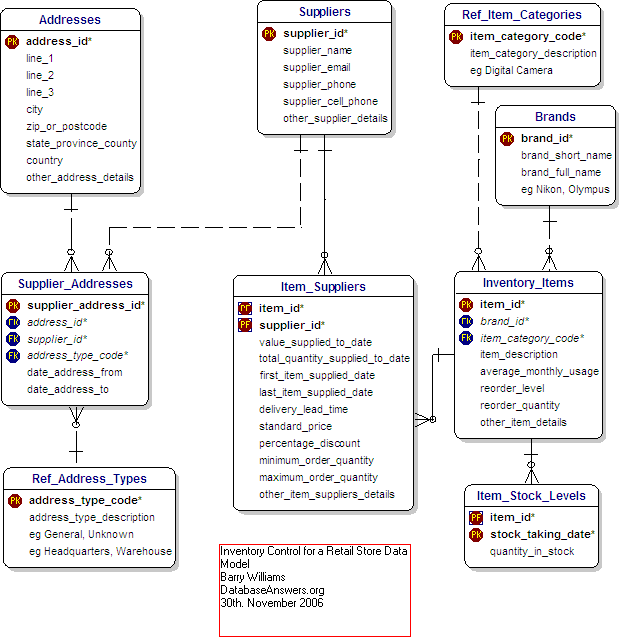 Addresses
PK address_id*
line_1
line_2
line_3
city
zip_or_postcode
state_province_county
country
other_address_details
Suppliers
PK supplier_id*
supplier_name
supplier_email
supplier_phone
supplier_cell_phone
other_supplier_details
Ref_Item_Categories
PK item_category_code*
item_category_description
eg Digital Camera
Brands
PK brand_id*
brand_short_name
brand_full_name
eg Nikon, Olympus
Supplier_Addresses
PK supplier_address_id*
FK address_id*
FK supplier_id*
FK address_type_code*
date_address_from
date_address_to
Item_Suppliers
PF item_id*
PF supplier_id*
value_supplied_to_date
total_quantity_supplied_to_date
first_item_supplied_date
last_item_supplied_date
delivery_lead_time
standard_price
percentage_discount
minimum_order_quantity
maximum_order_quantity
other_item_suppliers_details
Inventory_Items
PK item_id*
FK brand_id*
FK item_category_code*
item_description
average_monthly_usage
reorder_level
reorder_quantity
other_item_details
Ref_Address_Types
PK address_type_code*
address_type_description
eg General, Unknown
eg Headquarters, Warehouse
Item_Stock_Levels
PF item_id*
PK stock_taking_date*
quantity_in_stock
Inventory Control for a Retail Store Data
Model
Barry Williams
DatabaseAnswers.org
30th. November 2006